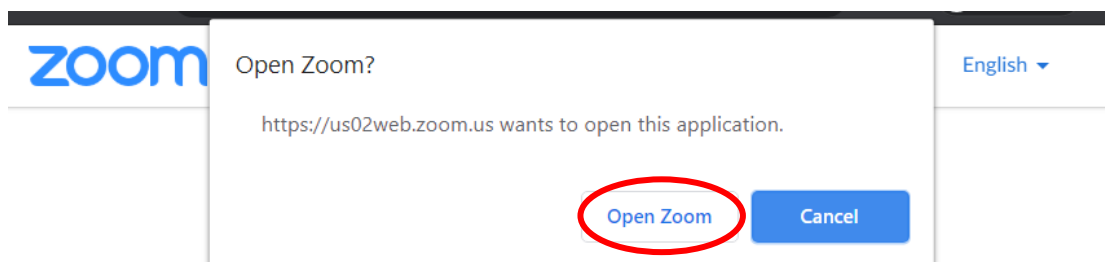 zoom
Open Zoom?
English
https://us02web.zoom.us wants to open this application.
Open Zoom
Cancel